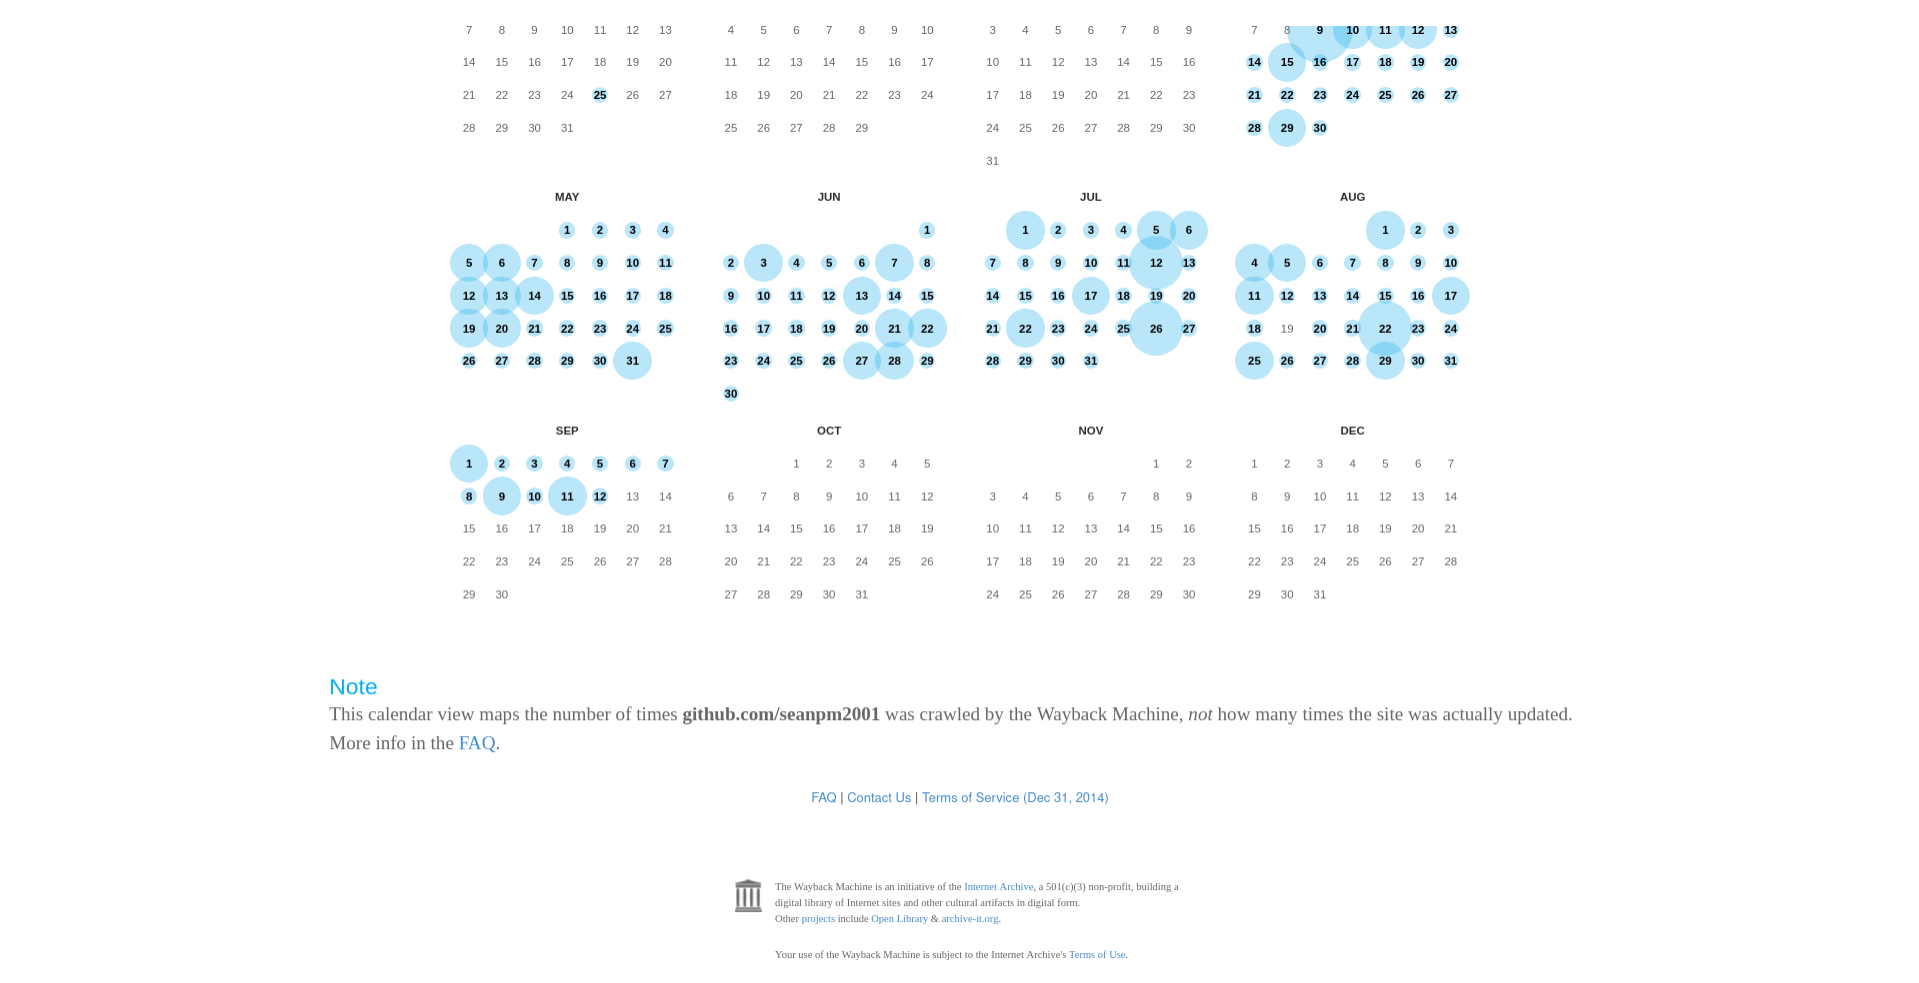 7 8 9 10 11 12 13
14 15 16 17 18 19 20
21 22 23 24 25 26 27
28 29 30 31
4 5 6 7 8 9 10
11 12 13 14 15 16 17
18 19 20 21 22 23 24
25 26 27 28 29
3 4 5 6 7 8 9
10 11 12 13 14 15 16
17 18 19 20 21 22 23
24 25 26 27 28 29 30
31
7 8 9 10 11 12 13
14 15 16 17 18 19 20
21 22 23 24 25 26 27
28 29 30
MAY
1 2 3 4
5 6 7 8 9 10 11
12 13 14 15 16 17 18
19 20 21 22 23 24 25
26 27 28 29 30 31
JUN
1
2 3 4 5 6 7 8
9 10 11 12 13 14 15
16 17 18 19 20 21 22
23 24 25 26 27 28 29
30
JUL
1 2 3 4 5 6
7 8 9 10 11 12 13
14 15 16 17 18 19 20
21 22 23 24 25 26 27
28 29 30 31
AUG
1 2 3
4 5 6 7 8 9 10
11 12 13 14 15 16 17
18 19 20 21 22 23 24
25 26 27 28 29 30 31
SEP
1 2 3 4 5 6 7
8 9 10 11 12 13 14
15 16 17 18 19 20 21
22 23 24 25 26 27 28
29 30
OCT
1 2 3 4 5
6 7 8 9 10 11 12
13 14 15 16 17 18 19
20 21 22 23 24 25 26
27 28 29 30 31
NOV
1 2
3 4 5 6 7 8 9
10 11 12 13 14 15 16
17 18 19 20 21 22 23
24 25 26 27 28 29 30
DEC
1 2 3 4 5 6 7
8 9 10 11 12 13 14
15 16 17 18 19 20 21
22 23 24 25 26 27 28
29 30 31
Note
This calendar view maps the number of times github.com/seanpm2001 was crawled by the Wayback Machine, not how many times the site was actually updated.
More info in the FAQ.
FAQ | Contact Us | Terms of Service (Dec 31, 2014)
The Wayback Machine is an initiative of the Internet Archive, a 501(c)(3) non-profit, building a
digital library of Internet sites and other cultural artifacts in digital form.
Other projects include Open Library & archive-it.org.
Your use of the Wayback Machine is subject to the Internet Archive's Terms of Use.